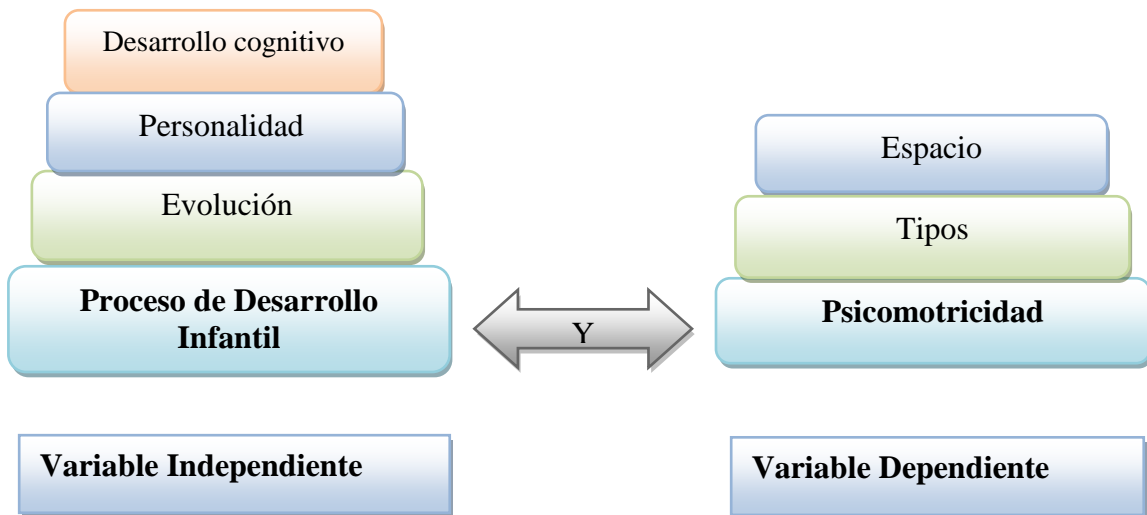 Desarrollo cognitivo
Personalidad
Evolución
Proceso de Desarrollo
Infantil
Y
Espacio
Tipos
Psicomotricidad
Variable Independiente
Variable Dependiente